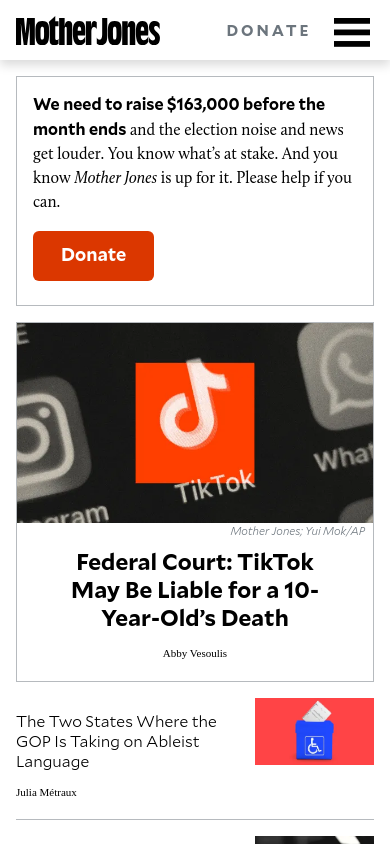 Mother Jones
DONATE
We need to raise $163,000 before the
month ends and the election noise and news
get louder. You know what’s at stake. And you
know Mother Jones is up for it. Please help if you
can.
Donate
TikTok
What
agram
Mother Jones; Yui Mok/AP
Federal Court: TikTok
May Be Liable for a 10-
Year-Old’s Death
Abby Vesoulis
The Two States Where the
GOP Is Taking on Ableist
Language
Julia Métraux